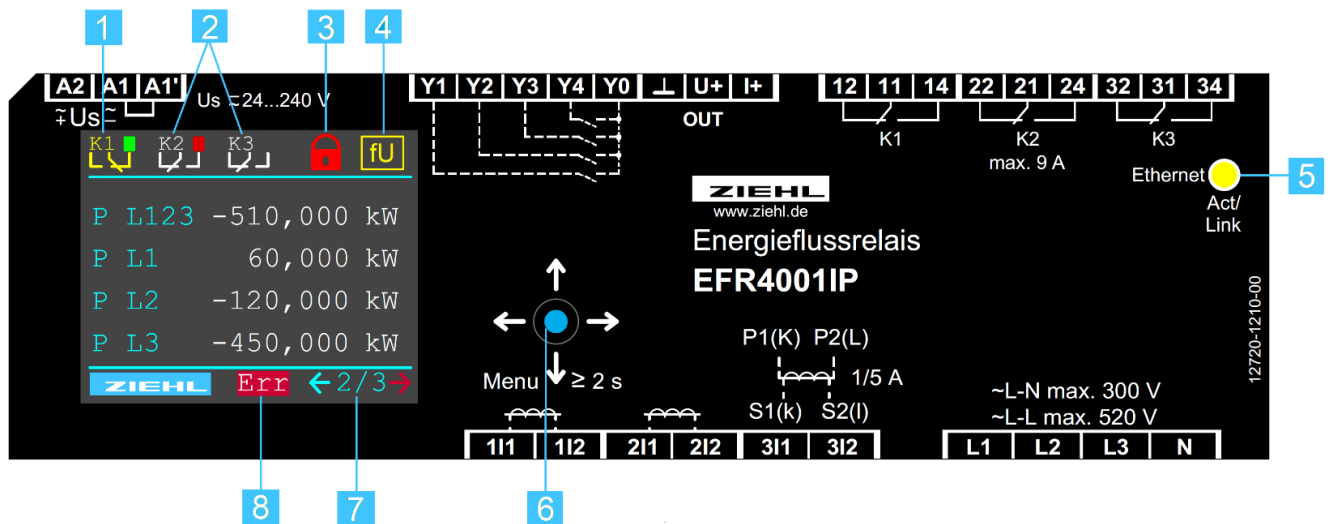 1 2 3 4
A2 A1 A1' Y1 Y2 Y3 Y4 Y0 ⊥ U+ I+ 12 11 14 22 21 24 32 31 34
≂Us≂ Us ≂24...240 V OUT K1 K2 K3
max. 9 A
K1 K2 K3 fU
Ethernet 5
Act/
Link
ZIEHL
www.ziehl.de
P L123 -510,000 kW
P L1 60,000 kW
P L2 -120,000 kW
P L3 -450,000 kW
Energieflussrelais
EFR4001IP
ZIEHL Err ←2/3→
Menu ≥ 2 s
P1(K) P2(L)
1/5 A
S1(k) S2(l)
~L-N max. 300 V
~L-L max. 520 V
12720-1210-00
1I1 1I2 2I1 2I2 3I1 3I2 L1 L2 L3 N
8 7 6